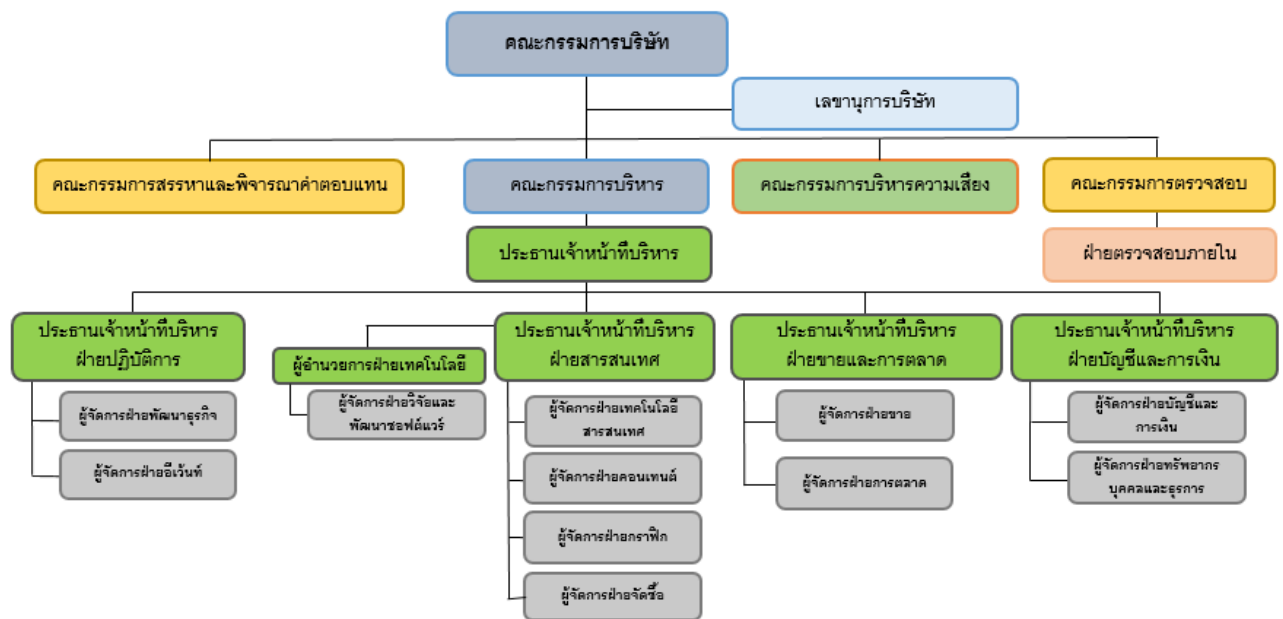 คณะกรรมการบริษัท
เลขานุการบริษัท
คณะกรรมการสรรหาและพิจารณาค่าตอบแทน
คณะกรรมการบริหาร
คณะกรรมการบริหารความเสี่ยง
คณะกรรมการตรวจสอบ
ประธานเจ้าหน้าที่บริหาร
ฝ่ายตรวจสอบภายใน
ประธานเจ้าหน้าที่บริหาร
ฝ่ายปฏิบัติการ
ผู้จัดการฝ่ายพัฒนาธุรกิจ
ผู้จัดการฝ่ายอีเว้นท์
ผู้อำนวยการฝ่ายเทคโนโลยี
ผู้จัดการฝ่ายวิจัยและ
พัฒนาซอฟต์แวร์
ประธานเจ้าหน้าที่บริหาร
ฝ่ายสารสนเทศ
ผู้จัดการฝ่ายเทคโนโลยี
สารสนเทศ
ผู้จัดการฝ่ายคอนเทนต์
ผู้จัดการฝ่ายกราฟิก
ผู้จัดการฝ่ายจัดซื้อ
ประธานเจ้าหน้าที่บริหาร
ฝ่ายขายและการตลาด
ผู้จัดการฝ่ายขาย
ผู้จัดการฝ่ายการตลาด
ประธานเจ้าหน้าที่บริหาร
ฝ่ายบัญชีและการเงิน
ผู้จัดการฝ่ายบัญชีและ
การเงิน
ผู้จัดการฝ่ายทรัพยากร
บุคคลและธุรการ